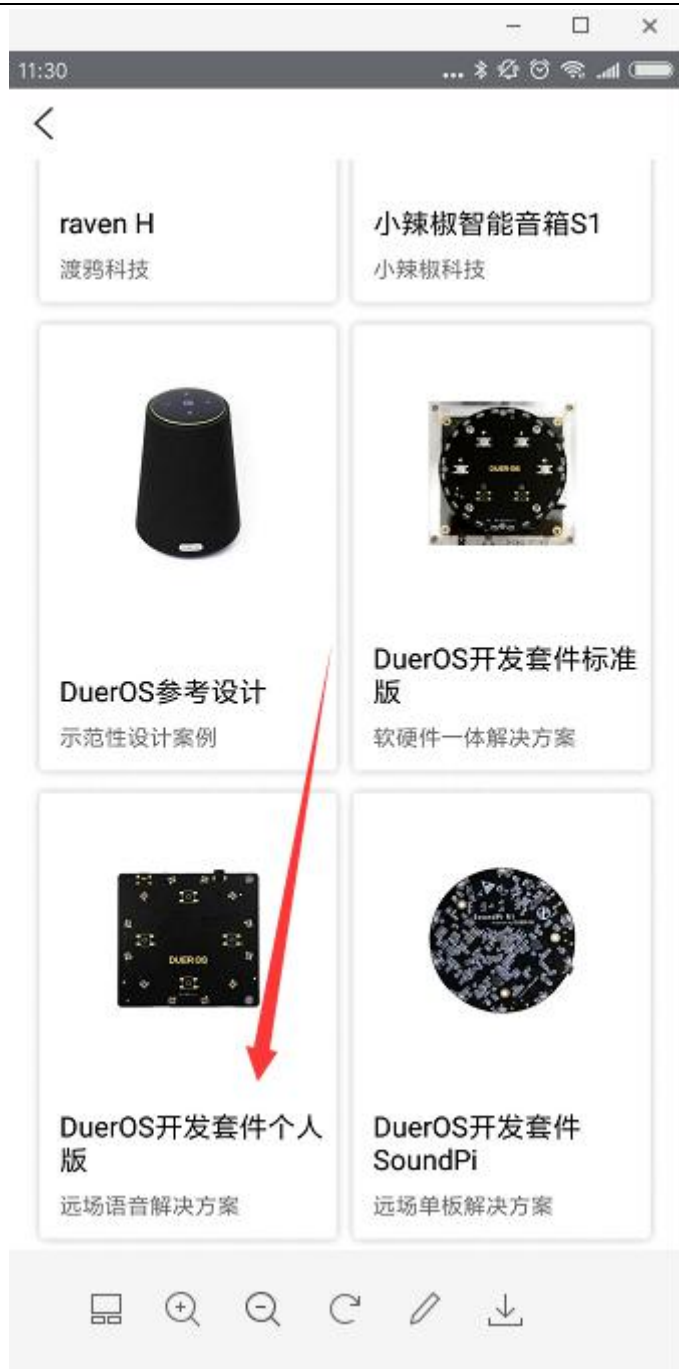 11:30
raven H
渡鸦科技
小辣椒智能音箱S1
小辣椒科技
DuerOS参考设计
示范性设计案例
DUER OS
DuerOS开发套件标准
版
软硬件一体解决方案
DUER OS
DuerOS开发套件个人
版
远场语音解决方案
DuerOS开发套件
SoundPi
远场单板解决方案